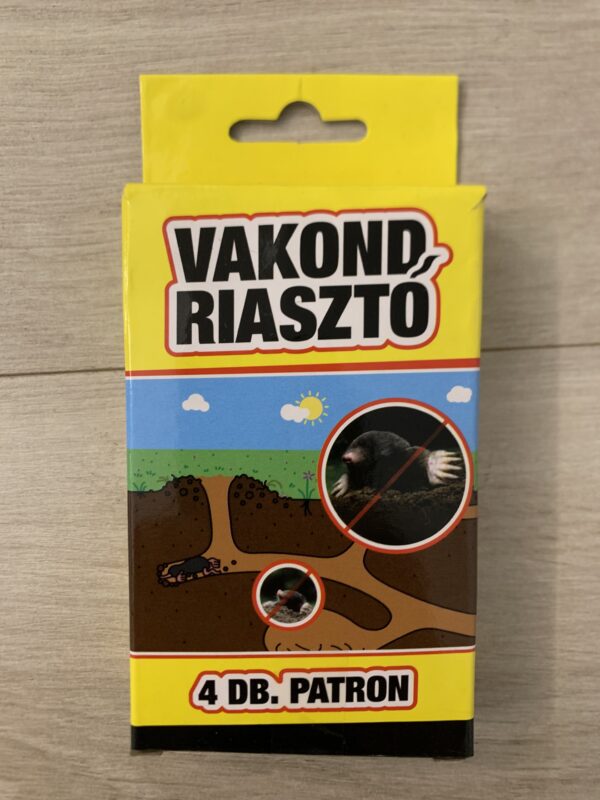 VAKOND
RIASZTÓ
4 DB. PATRON